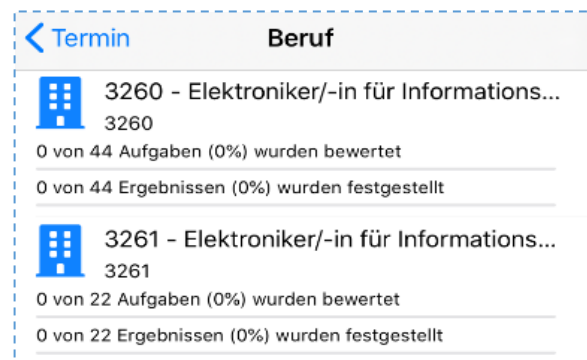 Termin Beruf
3260 - Elektroniker/-in für Informations...
3260
0 von 44 Aufgaben (0%) wurden bewertet
0 von 44 Ergebnissen (0%) wurden festgestellt
3261 - Elektroniker/-in für Informations...
3261
0 von 22 Aufgaben (0%) wurden bewertet
0 von 22 Ergebnissen (0%) wurden festgestellt